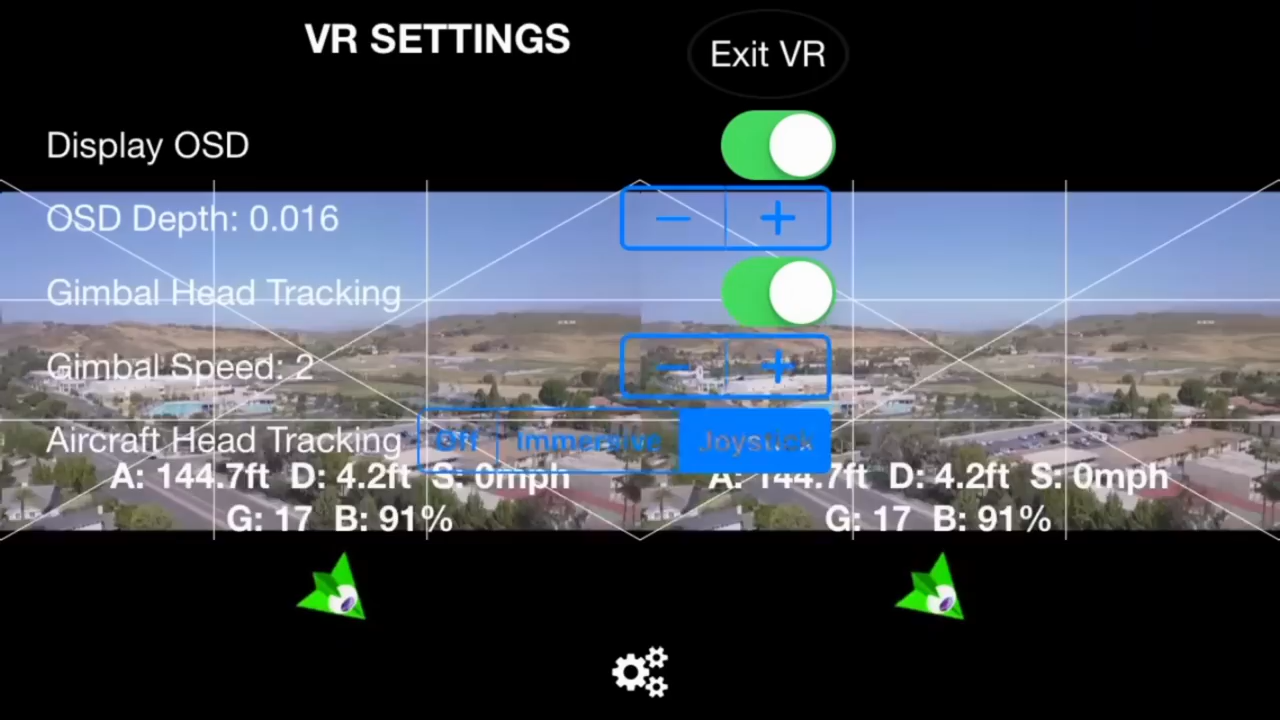 VR SETTINGS
Exit VR
Display OSD
OSD Depth: 0.016
Gimbal Head Tracking
Gimbal Speed: 2
Aircraft Head Tracking Off Immersive Joystick
A: 144.7ft D: 4.2ft S: 0mph A: 144.7ft D: 4.2ft S: 0mph
G: 17 B: 91% G: 17 B: 91%